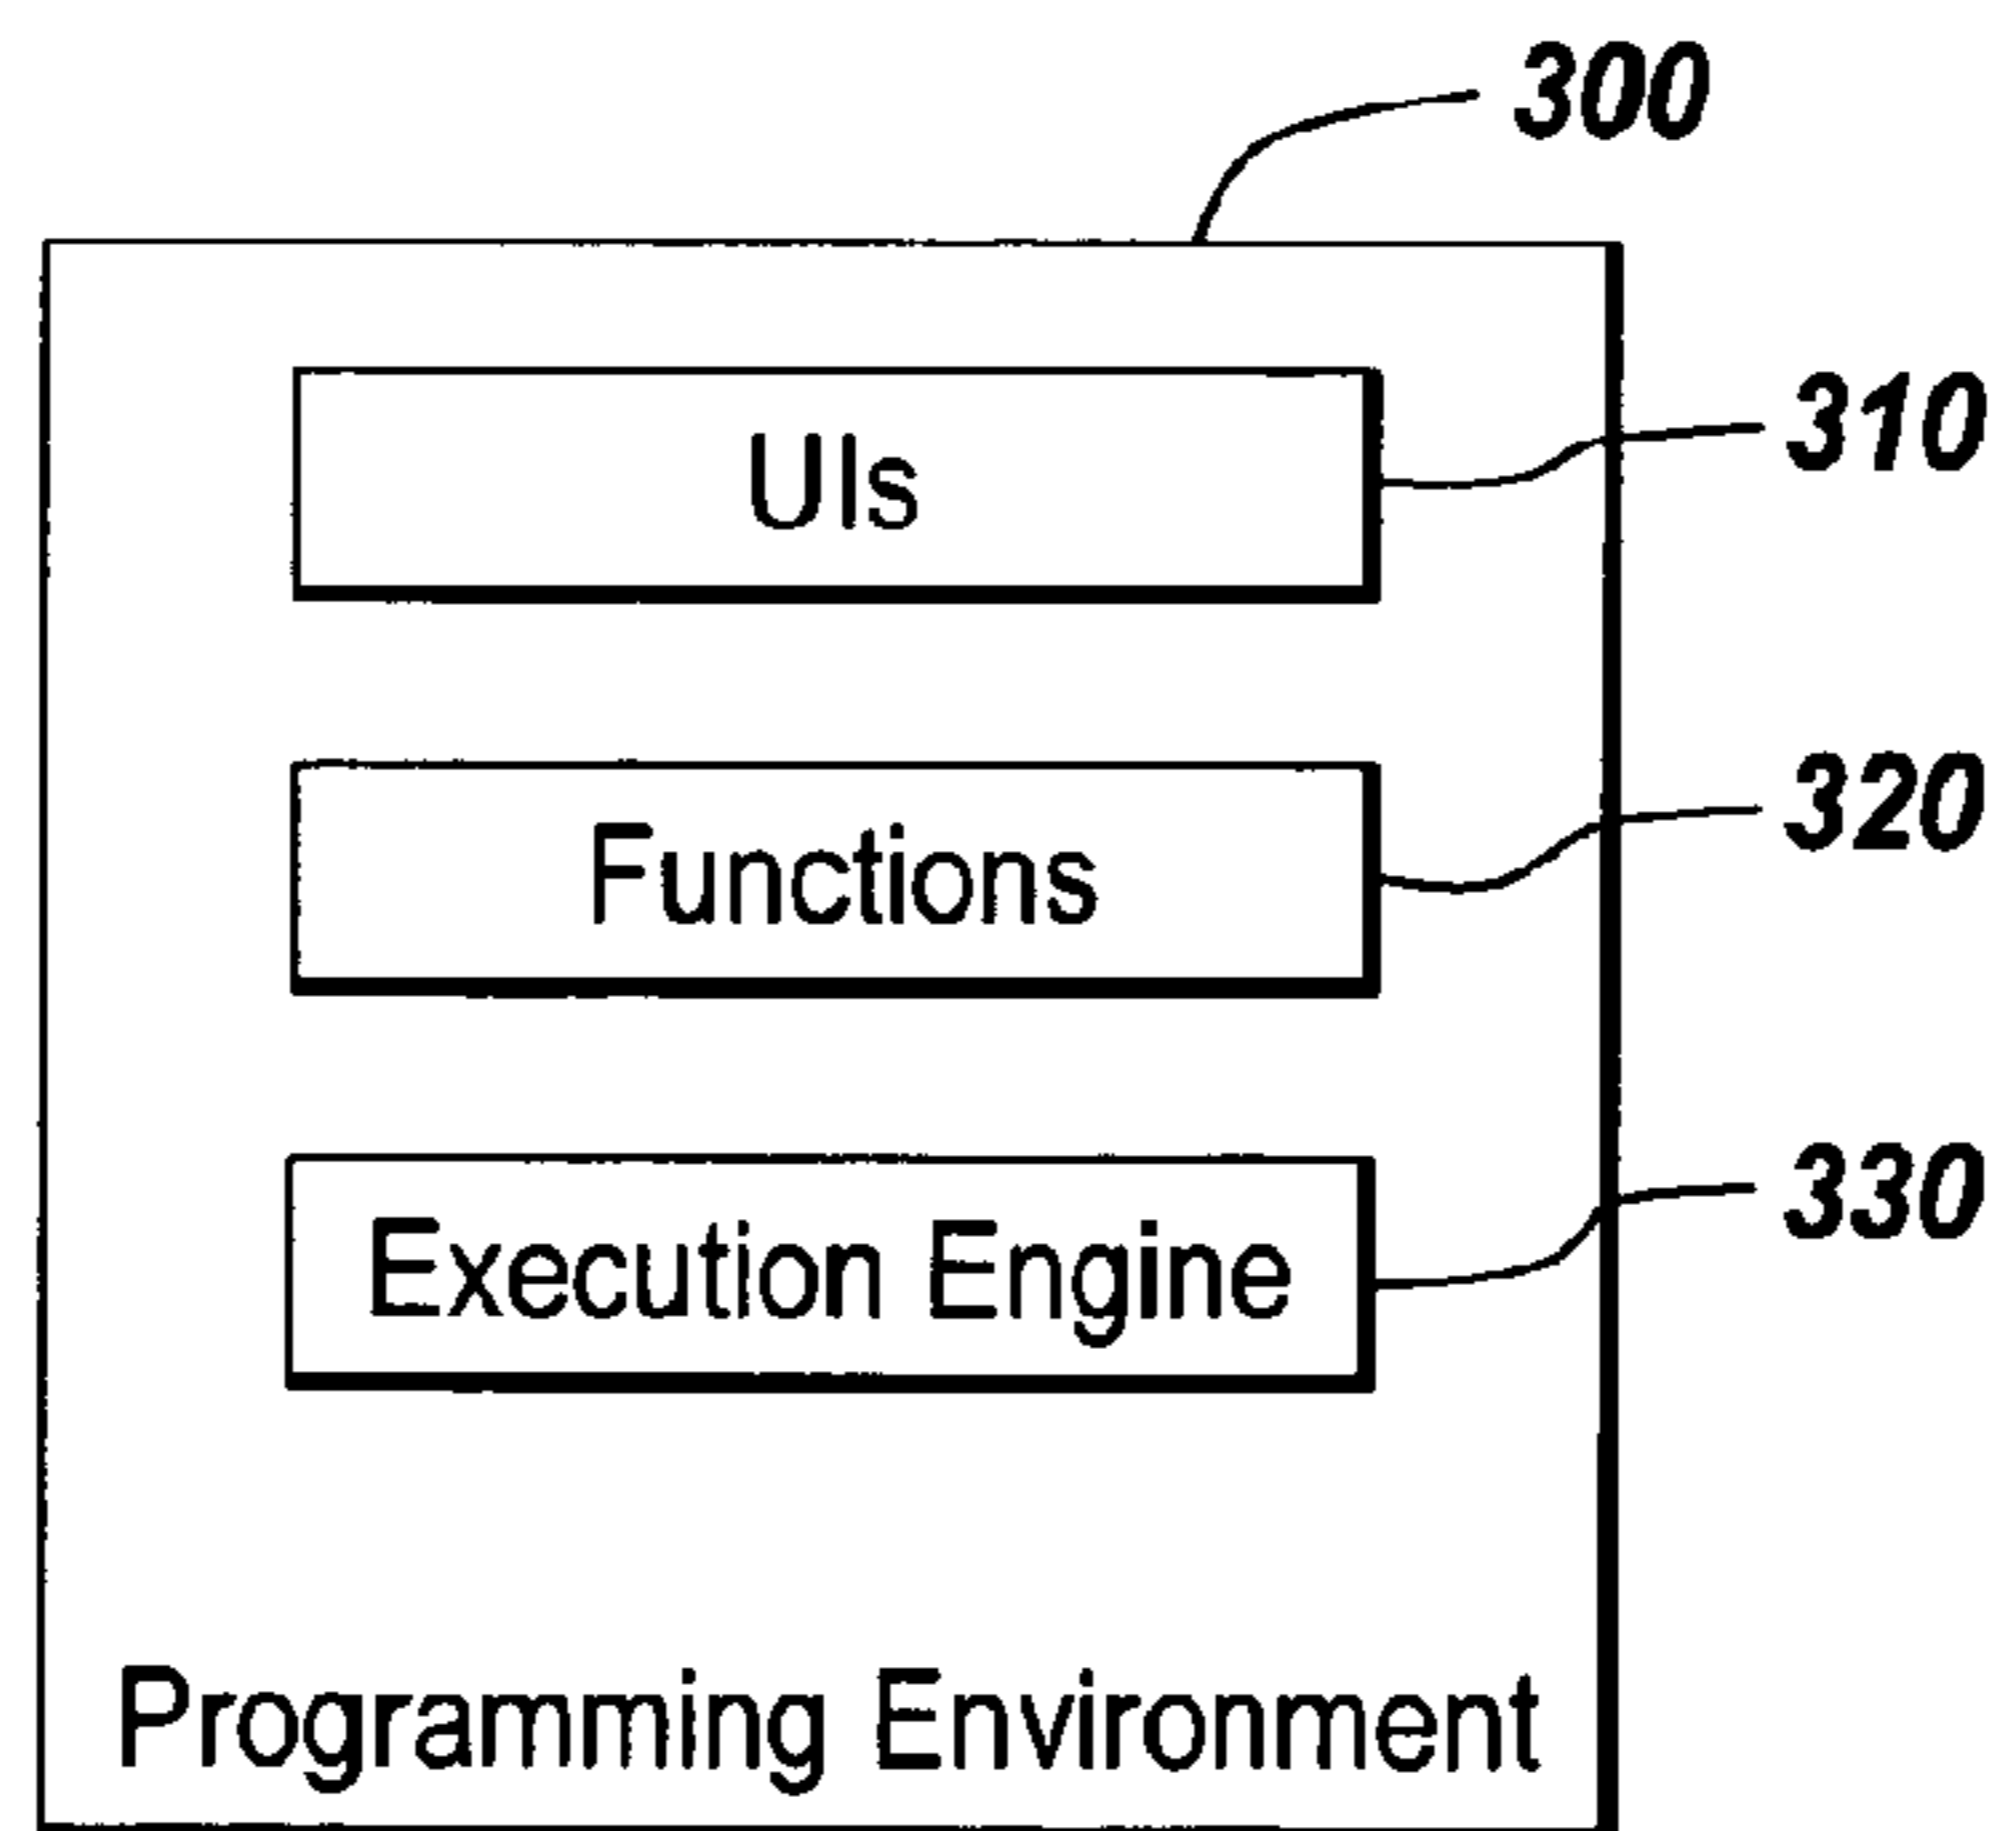 300
UIs
310
Functions
320
Execution Engine
330
Programming Environment